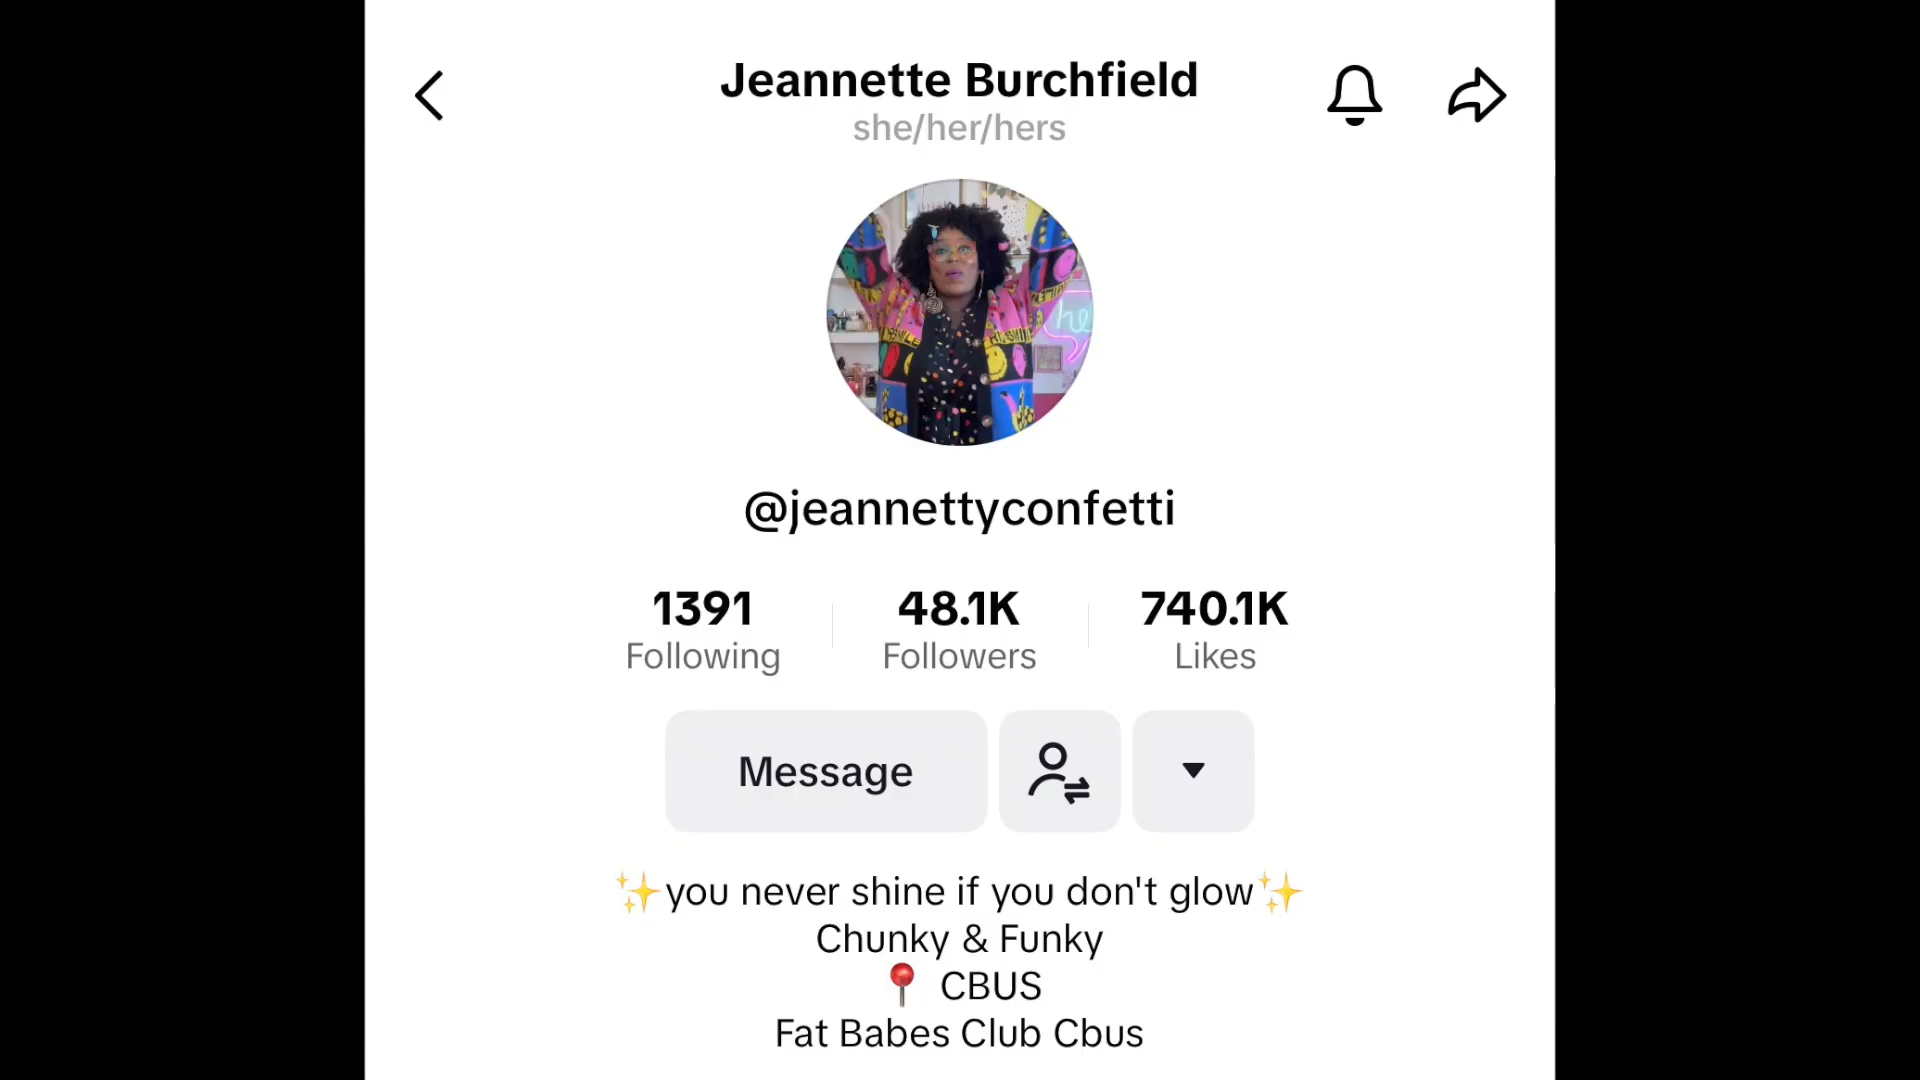 Jeannette Burchfield
she/her/hers
he
@jeannettyconfetti
1391
Following
48.1K
Followers
740.1K
Likes
Message
✨you never shine if you don't glow✨
Chunky & Funky
📍 CBUS
Fat Babes Club Cbus